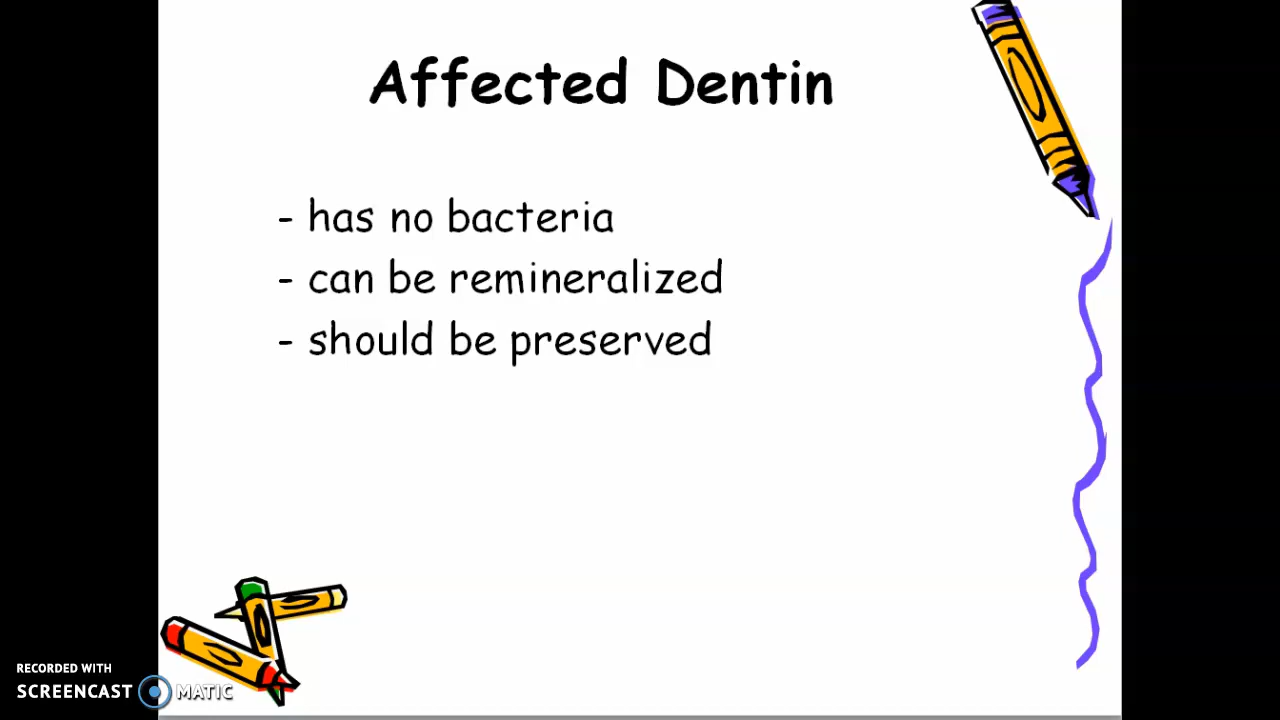 Affected Dentin
- has no bacteria
- can be remineralized
- should be preserved
RECORDED WITH
SCREENCAST MATIC